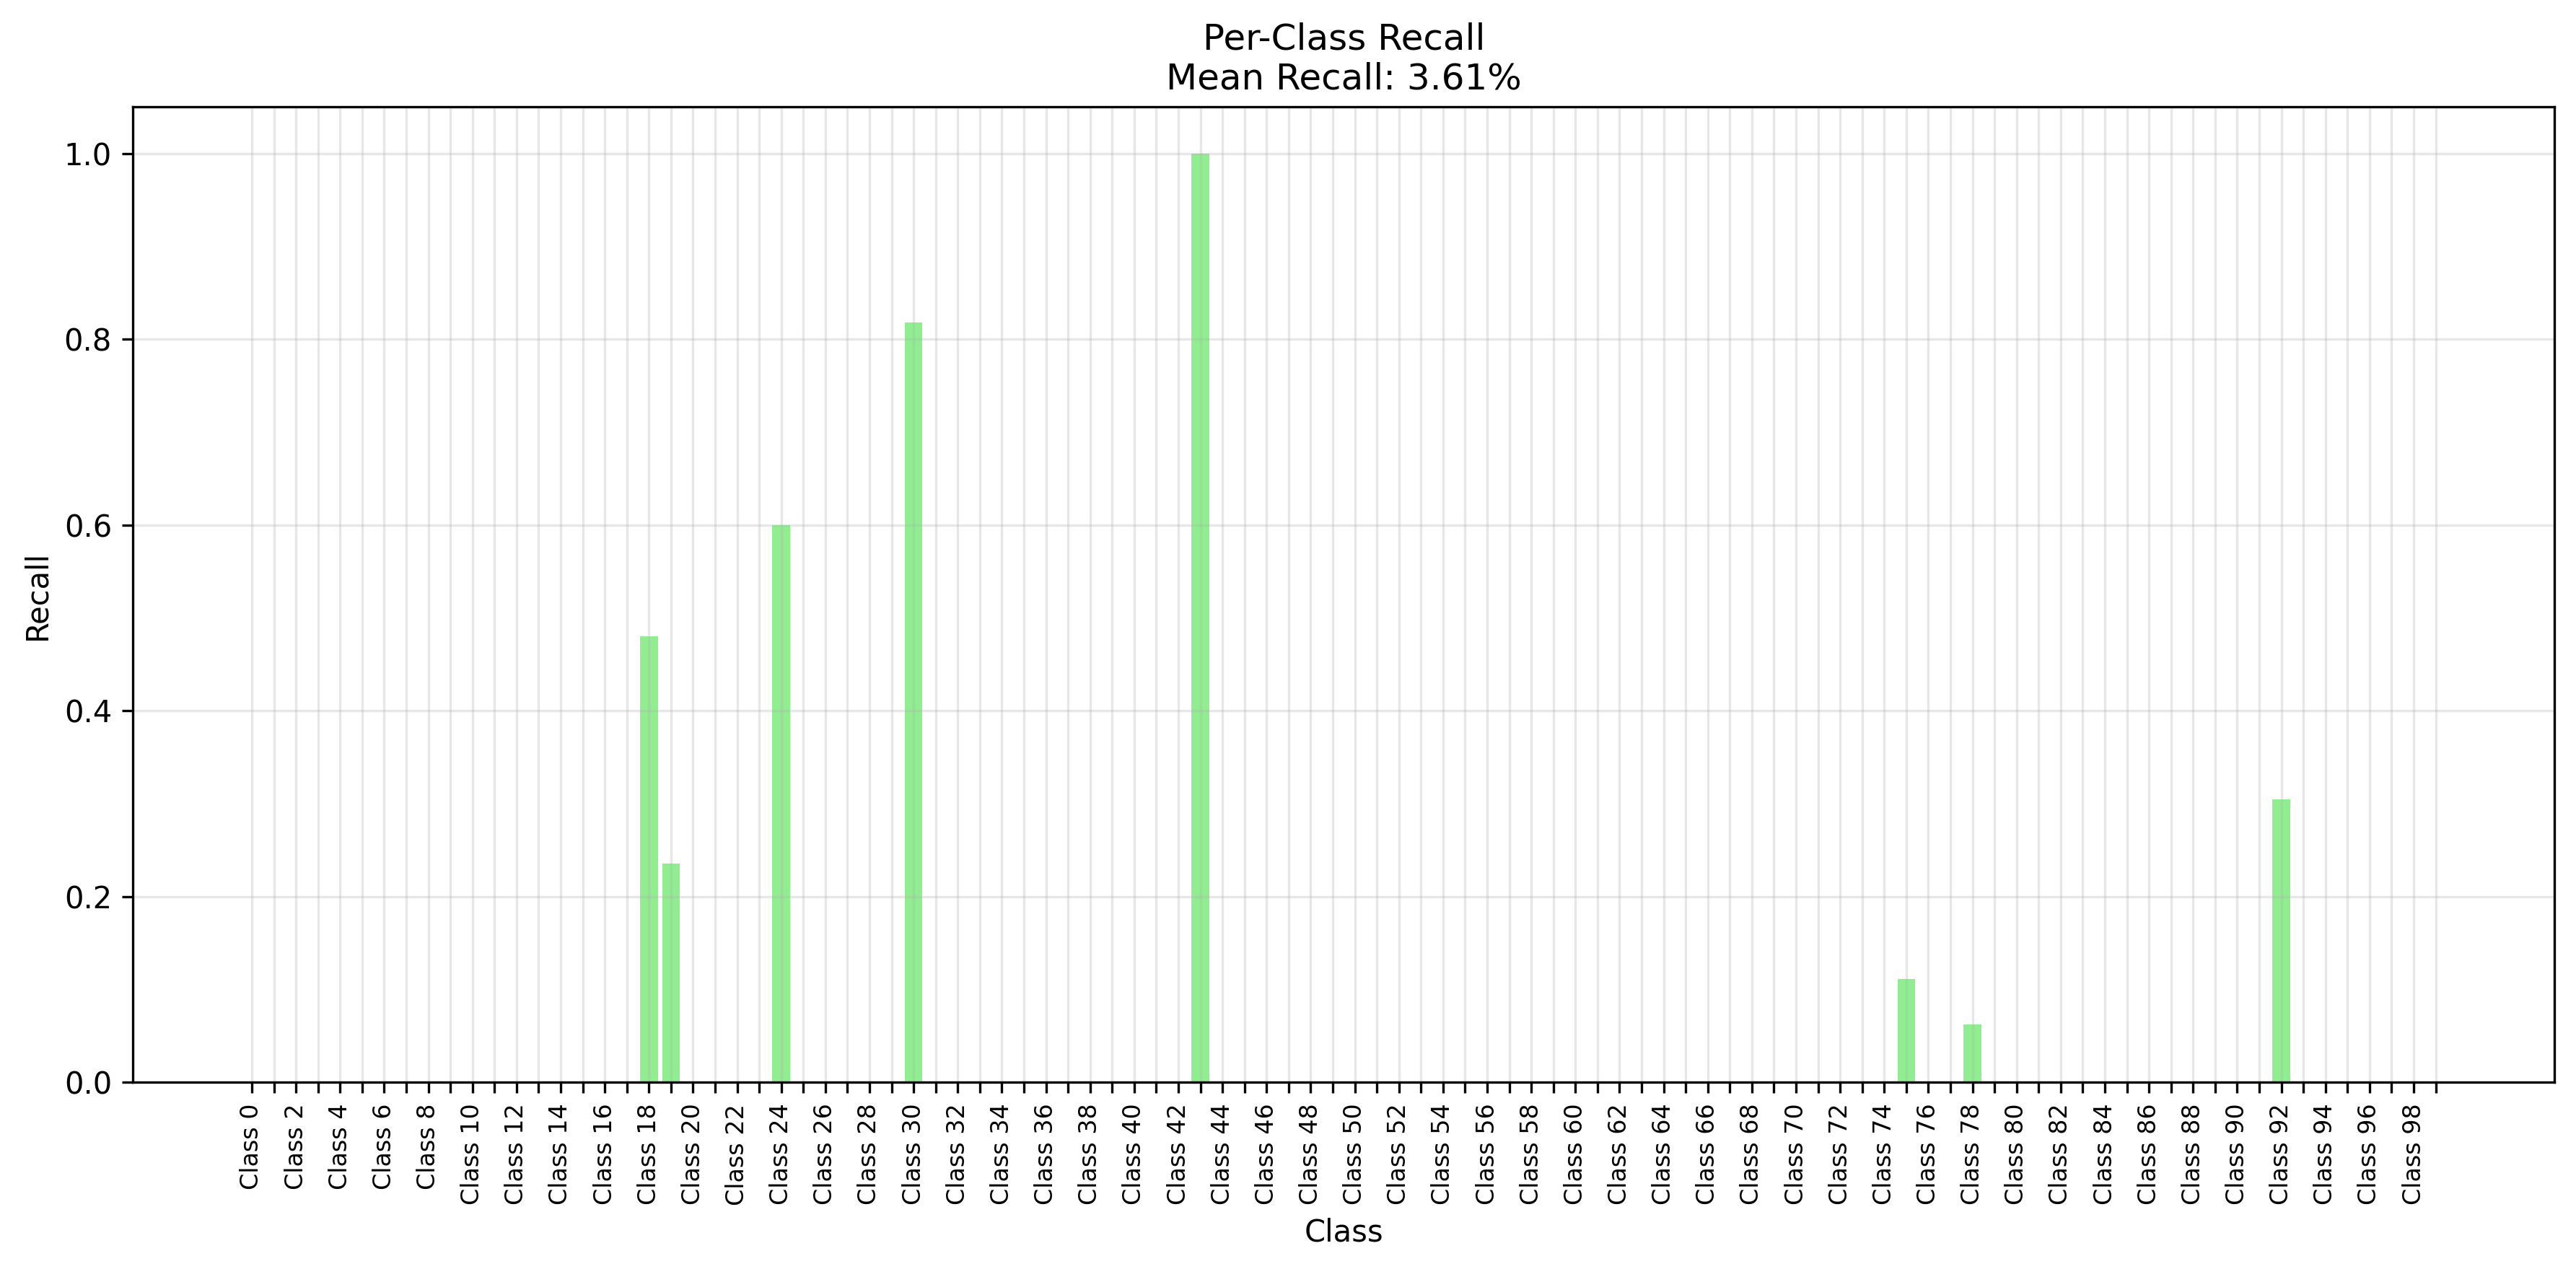 Per-Class Recall
Mean Recall: 3.61%
Recall
1.0
0.8
0.6
0.4
0.2
0.0
Class 0
Class 2
Class 4
Class 6
Class 8
Class 10
Class 12
Class 14
Class 16
Class 18
Class 20
Class 22
Class 24
Class 26
Class 28
Class 30
Class 32
Class 34
Class 36
Class 38
Class 40
Class 42
Class 44
Class 46
Class 48
Class 50
Class 52
Class 54
Class 56
Class 58
Class 60
Class 62
Class 64
Class 66
Class 68
Class 70
Class 72
Class 74
Class 76
Class 78
Class 80
Class 82
Class 84
Class 86
Class 88
Class 90
Class 92
Class 94
Class 96
Class 98
Class